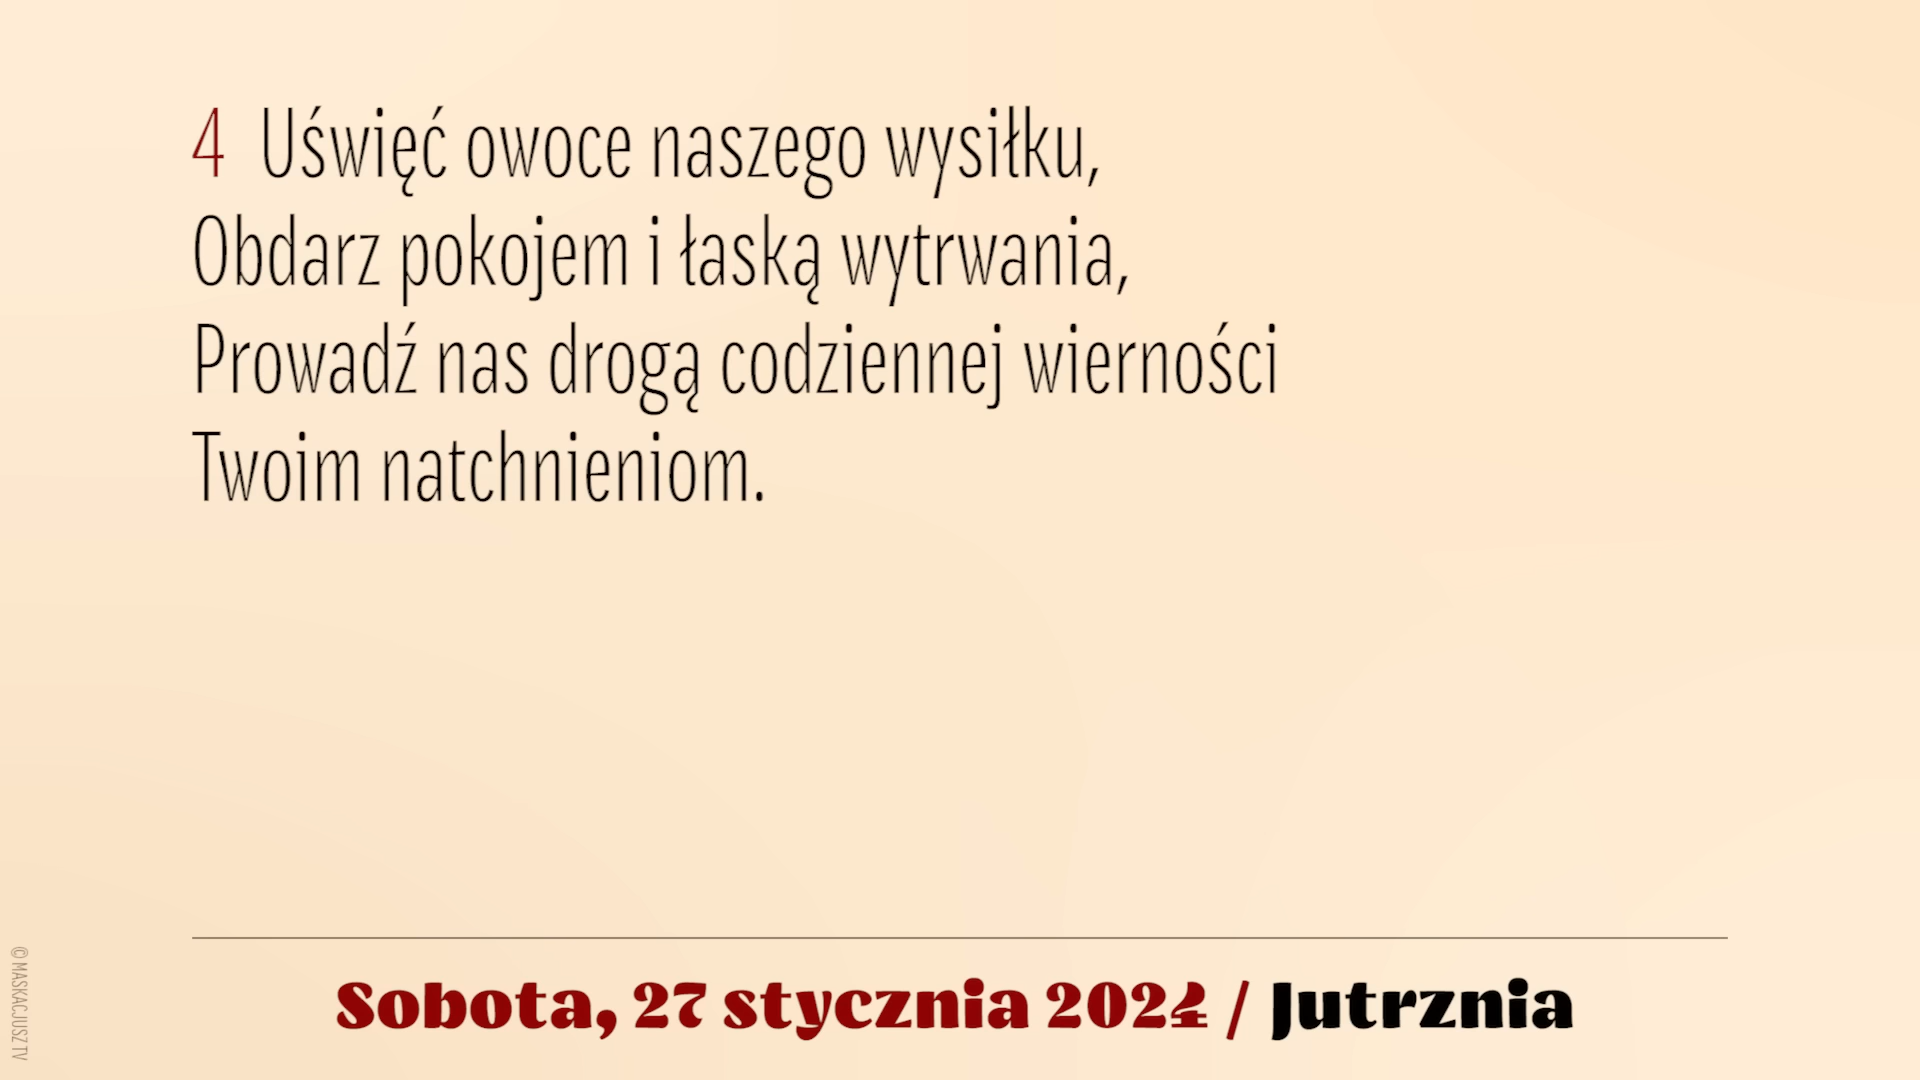 4 Uświęć owoce naszego wysiłku,
Obdarz pokojem i łaską wytrwania,
Prowadź nas drogą codziennej wierności
Twoim natchnieniom.
© MASKACJUSZ TV
Sobota, 27 stycznia 2024 / Jutrznia